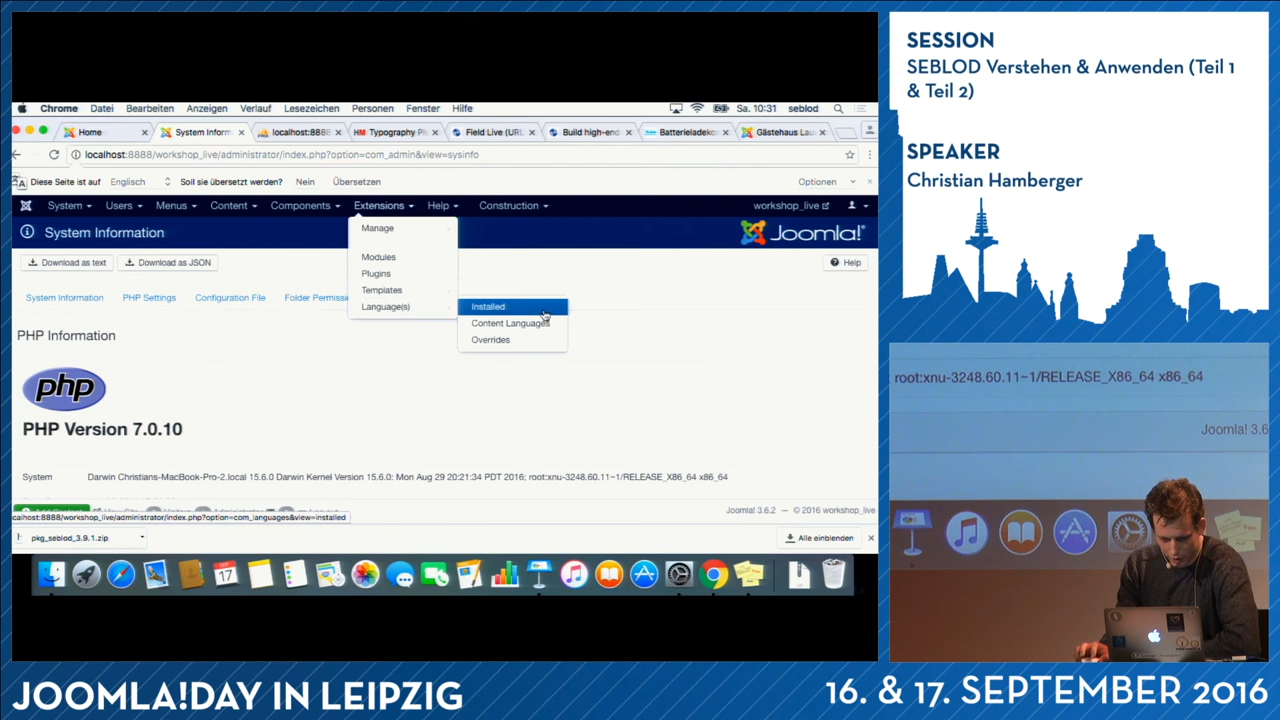 Chrome Datei Bearbeiten Anzeigen Verlauf Lesezeichen Personen Fenster Hilfe Sa. 10:31 seblod
Home System Inform localhost:8888 HM Typography Field Live (URL Build high-end Batterieladekon Gästehaus Lau
localhost:8888/workshop_live/administrator/index.php?option=com_admin&view=sysinfo
Diese Seite ist auf Englisch Soll sie übersetzt werden? Nein Übersetzen Optionen
System Users Menus Content Components Extensions Help Construction workshop_live
System Information Joomla!
Manage
Download as text Download as JSON Help
Modules
Plugins
Templates
System Information PHP Settings Configuration File Folder Permissi
Language(s) Installed
Content Languages
Overrides
PHP Information
php
PHP Version 7.0.10
System Darwin Christians-MacBook-Pro-2.local 15.6.0 Darwin Kernel Version 15.6.0: Mon Aug 29 20:21:34 PDT 2016; root:xnu-3248.60.11~1/RELEASE_X86_64 x86_64
Joomla! 3.6.2 — © 2016 workshop_live
ocalhost:8888/workshop_live/administrator/index.php?option=com_languages&view=installed
pkg_seblod_3.9.1.zip Alle einblenden
17
SESSION
SEBLOD Verstehen & Anwenden (Teil 1
& Teil 2)
SPEAKER
Christian Hamberger
root:xnu-3248.60.11~1/RELEASE_X86_64 x86_64
Joomla! 3.6
JOOMLA!DAY IN LEIPZIG
16. & 17. SEPTEMBER 2016